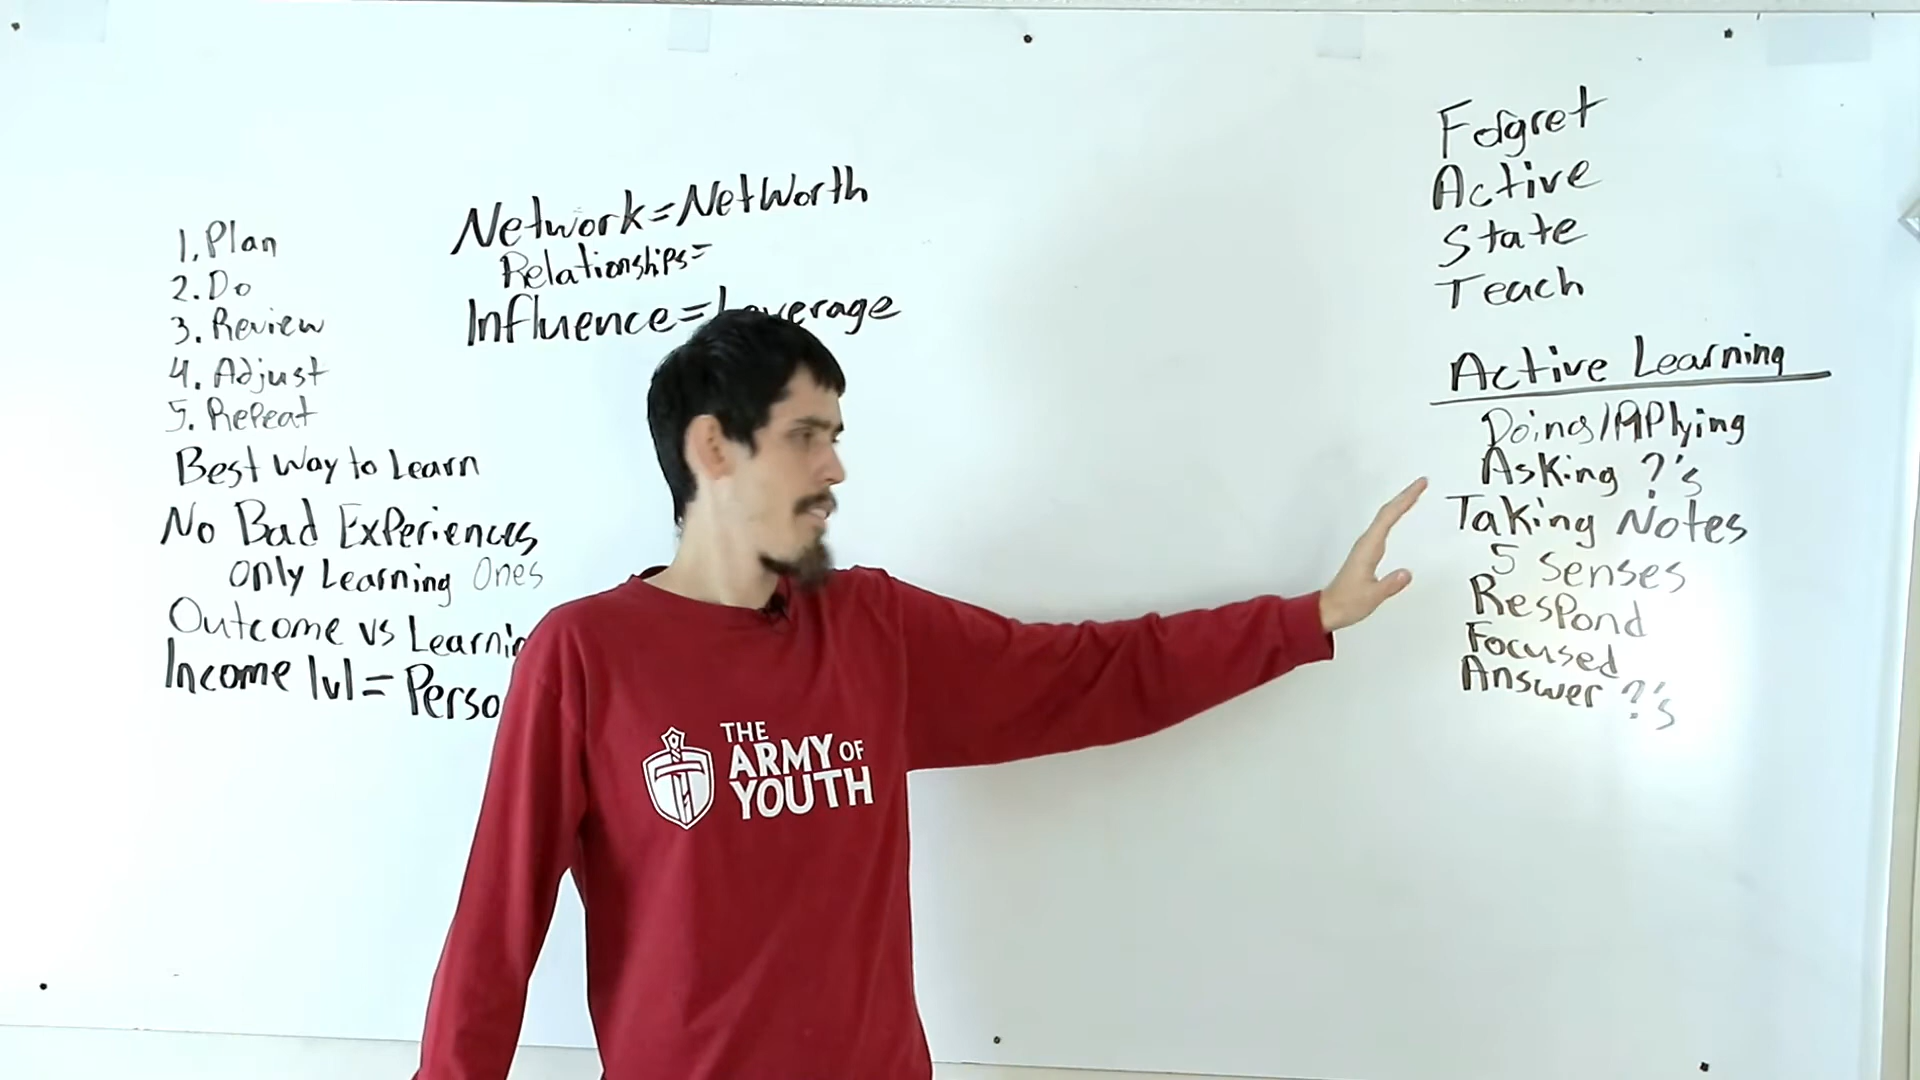 1. Plan
2. Do
3. Review
4. Adjust
5. Repeat
Best Way to Learn
No Bad Experiences
Only Learning Ones
Outcome vs Learnin
Income lvl = Perso
Network = NetWorth
Relationships =
Influence = Leverage
Fofgret
Active
State
Teach
Active Learning
Doing/Applying
Asking ?'s
Taking Notes
5 Senses
Respond
Focused
Answer ?'s
THE
ARMY OF
YOUTH